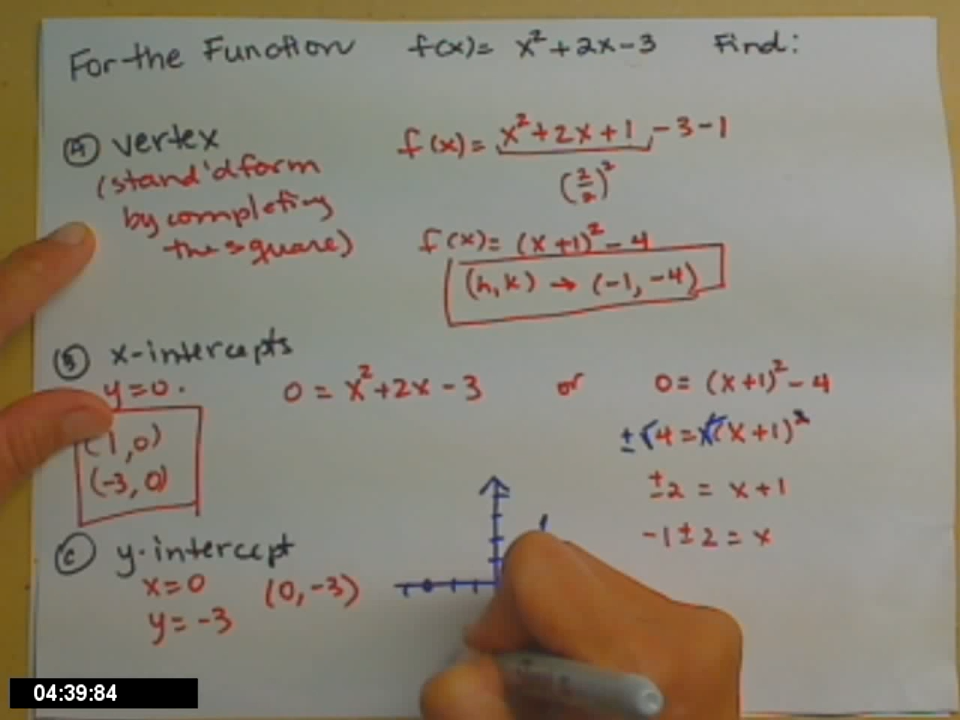 For the Function f(x)= x²+2x-3 Find:
(A) vertex
(stand'd form
by completing
the square)
f(x)= x²+2x+1 -3-1
(2/2)²
f(x)= (x+1)²-4
(h,k) → (-1,-4)
(B) x-intercepts
y=0.
0 = x²+2x-3 or 0=(x+1)²-4
(1,0)
(-3,0)
±√4=√(x+1)²
±2 = x+1
-1±2=x
(C) y-intercept
x=0 (0,-3)
y=-3
04:39:84